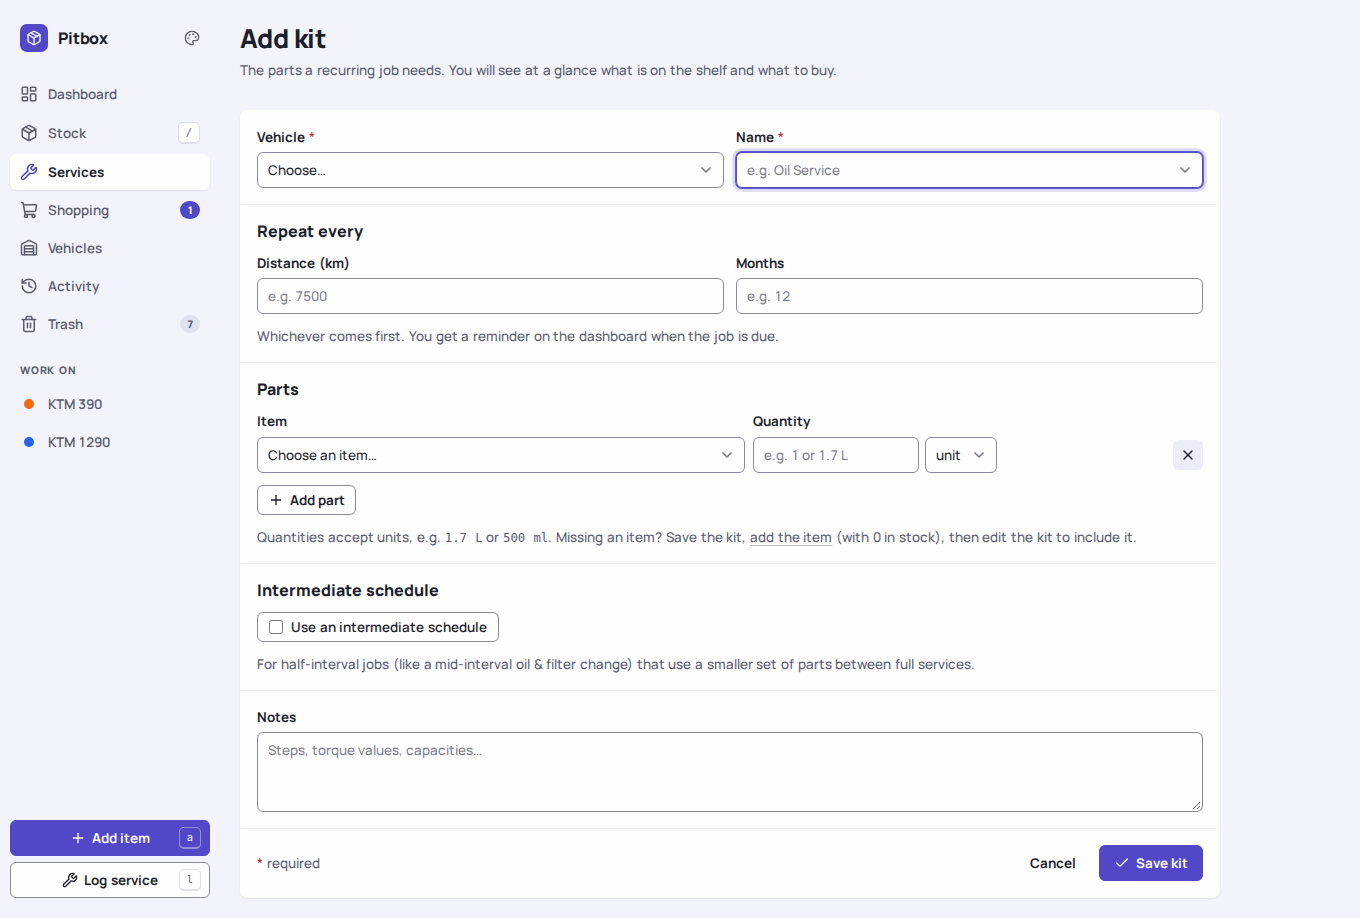 Pitbox
Dashboard
Stock /
Services
Shopping 1
Vehicles
Activity
Trash 7
WORK ON
KTM 390
KTM 1290
Add item a
Log service l
Add kit
The parts a recurring job needs. You will see at a glance what is on the shelf and what to buy.
Vehicle * Name *
Choose… e.g. Oil Service
Repeat every
Distance (km) Months
e.g. 7500 e.g. 12
Whichever comes first. You get a reminder on the dashboard when the job is due.
Parts
Item Quantity
Choose an item… e.g. 1 or 1.7 L unit
Add part
Quantities accept units, e.g. 1.7 L or 500 ml. Missing an item? Save the kit, add the item (with 0 in stock), then edit the kit to include it.
Intermediate schedule
Use an intermediate schedule
For half-interval jobs (like a mid-interval oil & filter change) that use a smaller set of parts between full services.
Notes
Steps, torque values, capacities…
* required Cancel Save kit